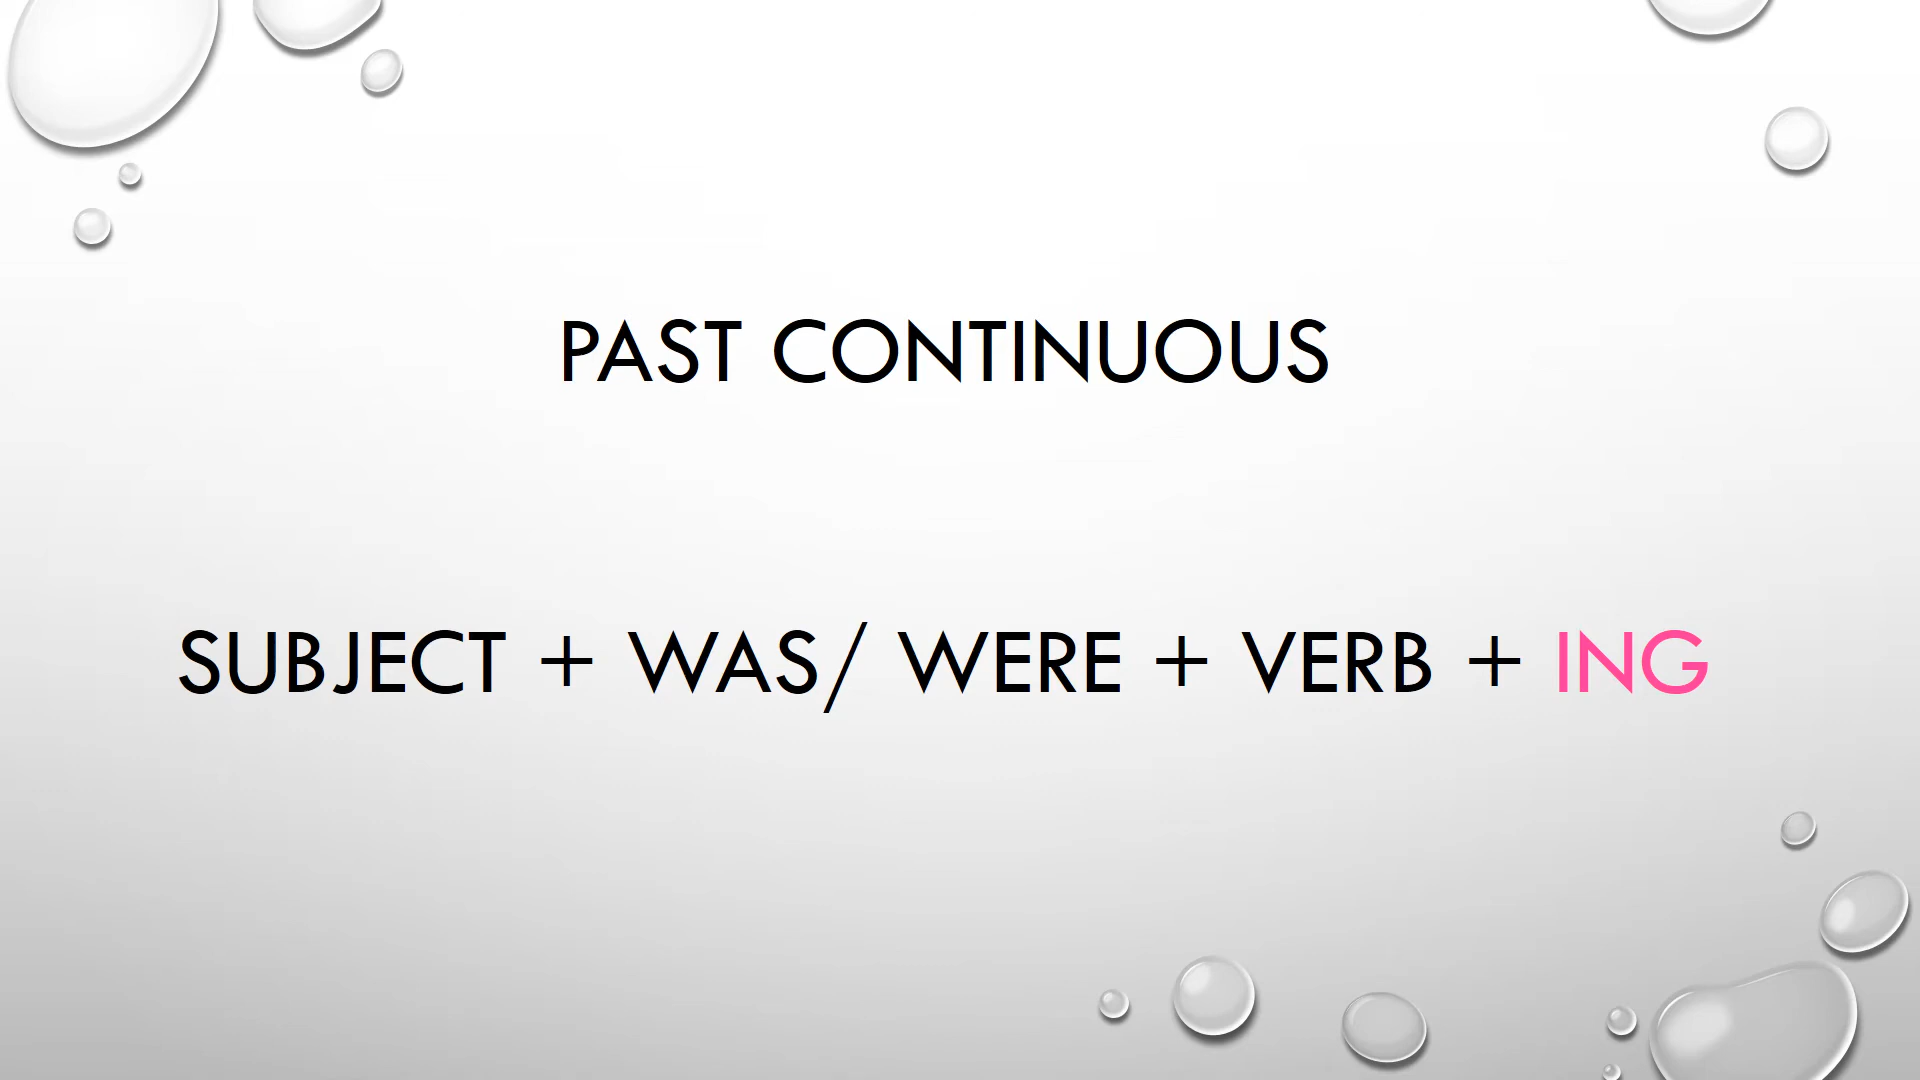 PAST CONTINUOUS
SUBJECT + WAS/ WERE + VERB + ING